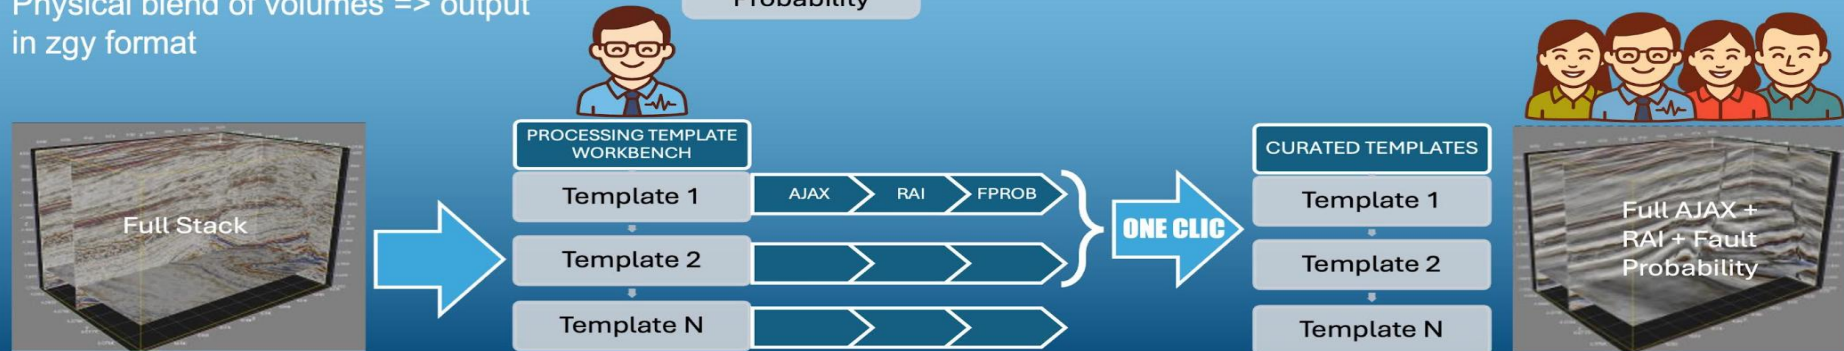 Physical blend of volumes => output
in zgy format
Probability
Full Stack
PROCESSING TEMPLATE
WORKBENCH
Template 1
AJAX
RAI
FPROB
Template 2
Template N
ONE CLIC
CURATED TEMPLATES
Template 1
Template 2
Template N
Full AJAX +
RAI + Fault
Probability